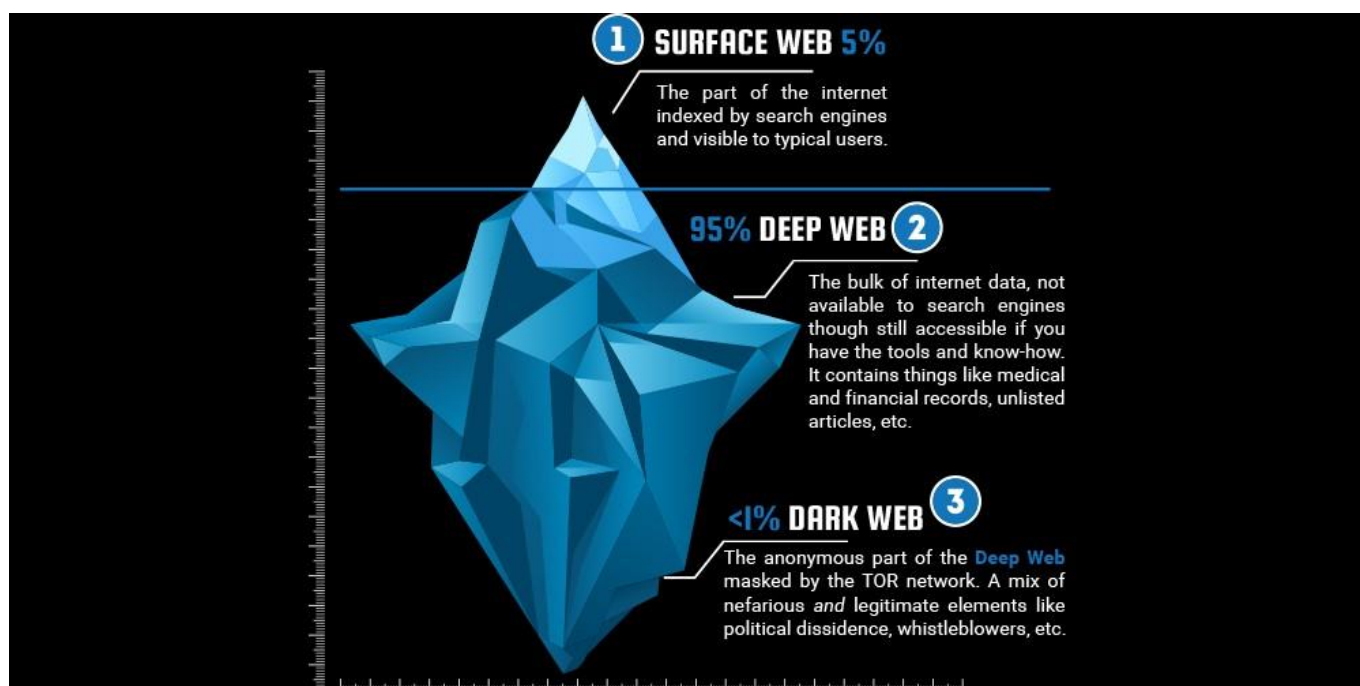 1 SURFACE WEB 5%
The part of the internet
indexed by search engines
and visible to typical users.
95% DEEP WEB 2
The bulk of internet data, not
available to search engines
though still accessible if you
have the tools and know-how.
It contains things like medical
and financial records, unlisted
articles, etc.
<1% DARK WEB 3
The anonymous part of the Deep Web
masked by the TOR network. A mix of
nefarious and legitimate elements like
political dissidence, whistleblowers, etc.